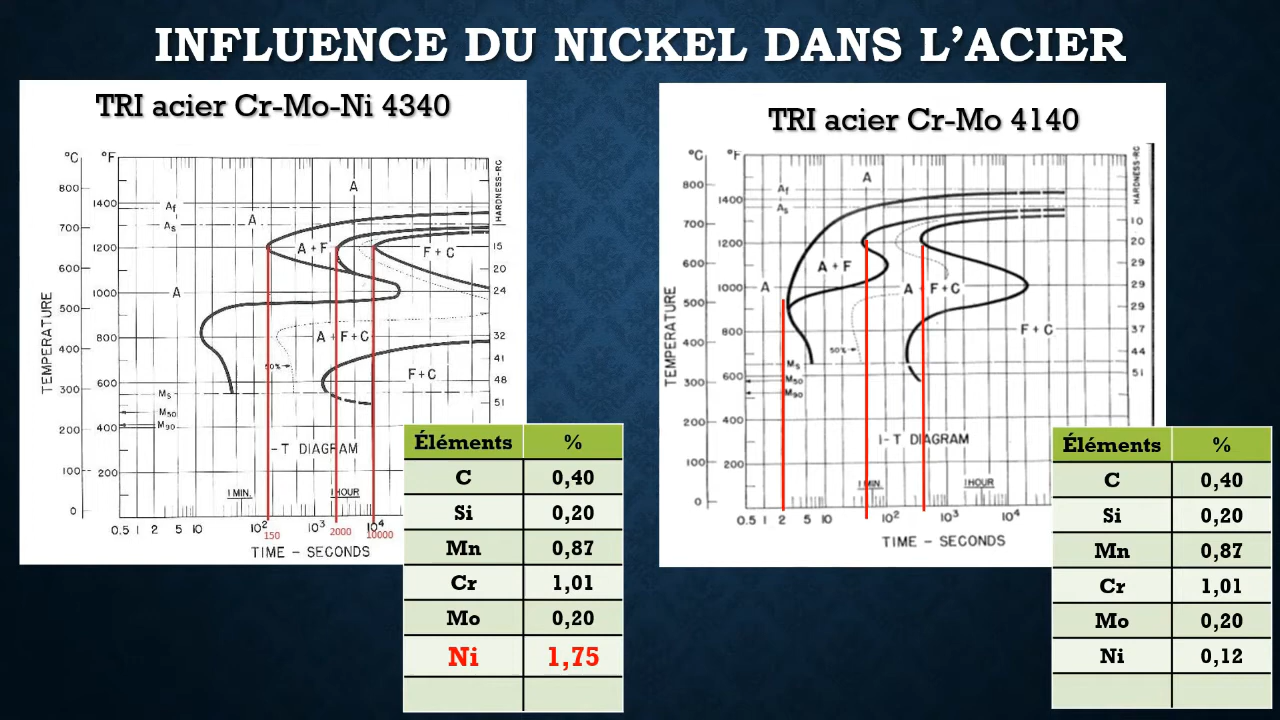 INFLUENCE DU NICKEL DANS L'ACIER
TRI acier Cr-Mo-Ni 4340
°C
°F
HARDNESS-RC
TEMPERATURE
800
700
600
500
400
300
200
100
0
1400
1200
1000
800
600
400
200
Af
As
A
A
A
A + F
F + C
A + F + C
F+C
50%
Ms
M50
M90
15
20
24
32
41
48
51
I-T DIAGRAM
1 MIN.
1 HOUR
0.5 1 2 5 10 10² 10³ 10⁴
150 2000 10000
TIME – SECONDS
Éléments %
C 0,40
Si 0,20
Mn 0,87
Cr 1,01
Mo 0,20
Ni 1,75
TRI acier Cr-Mo 4140
°C
°F
HARDNESS-RC
TEMPERATURE
800
700
600
500
400
300
200
100
0
1400
1200
1000
800
600
400
200
Af
As
A
A
A + F
A F + C
F + C
50%
Ms
M50
M90
10
20
29
29
29
37
44
51
I-T DIAGRAM
1 MIN.
1 HOUR
0.5 1 2 5 10 10² 10³ 10⁴
TIME – SECONDS
Éléments %
C 0,40
Si 0,20
Mn 0,87
Cr 1,01
Mo 0,20
Ni 0,12